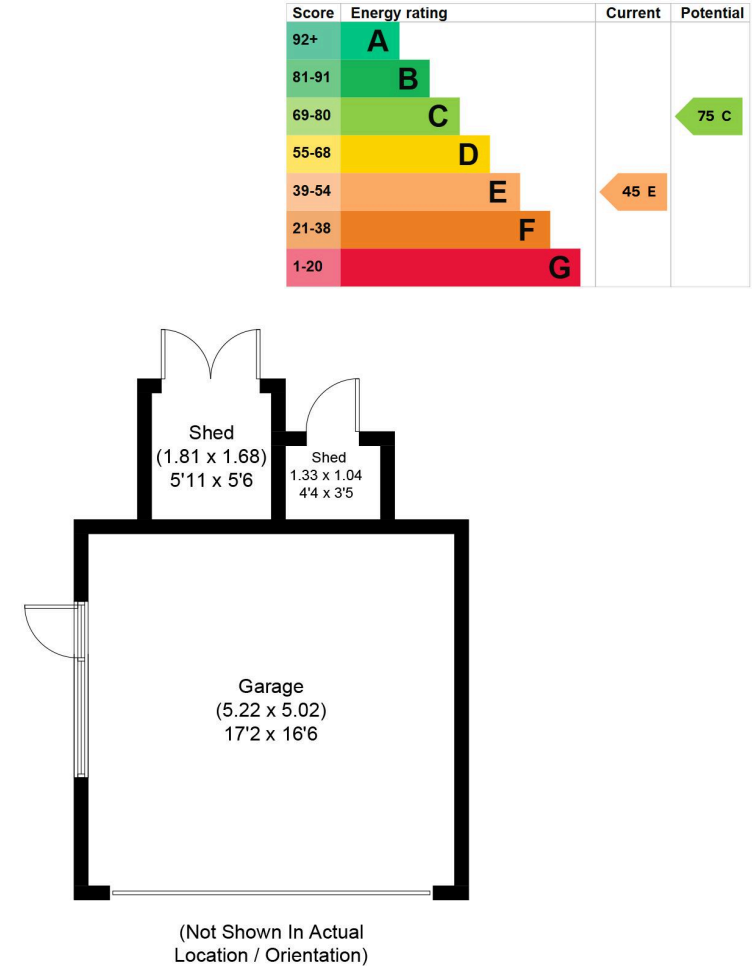 Score Energy rating Current Potential
92+ A
81-91 B
69-80 C 75 C
55-68 D
39-54 E 45 E
21-38 F
1-20 G
Shed
(1.81 x 1.68)
5'11 x 5'6
Shed
1.33 x 1.04
4'4 x 3'5
Garage
(5.22 x 5.02)
17'2 x 16'6
(Not Shown In Actual
Location / Orientation)